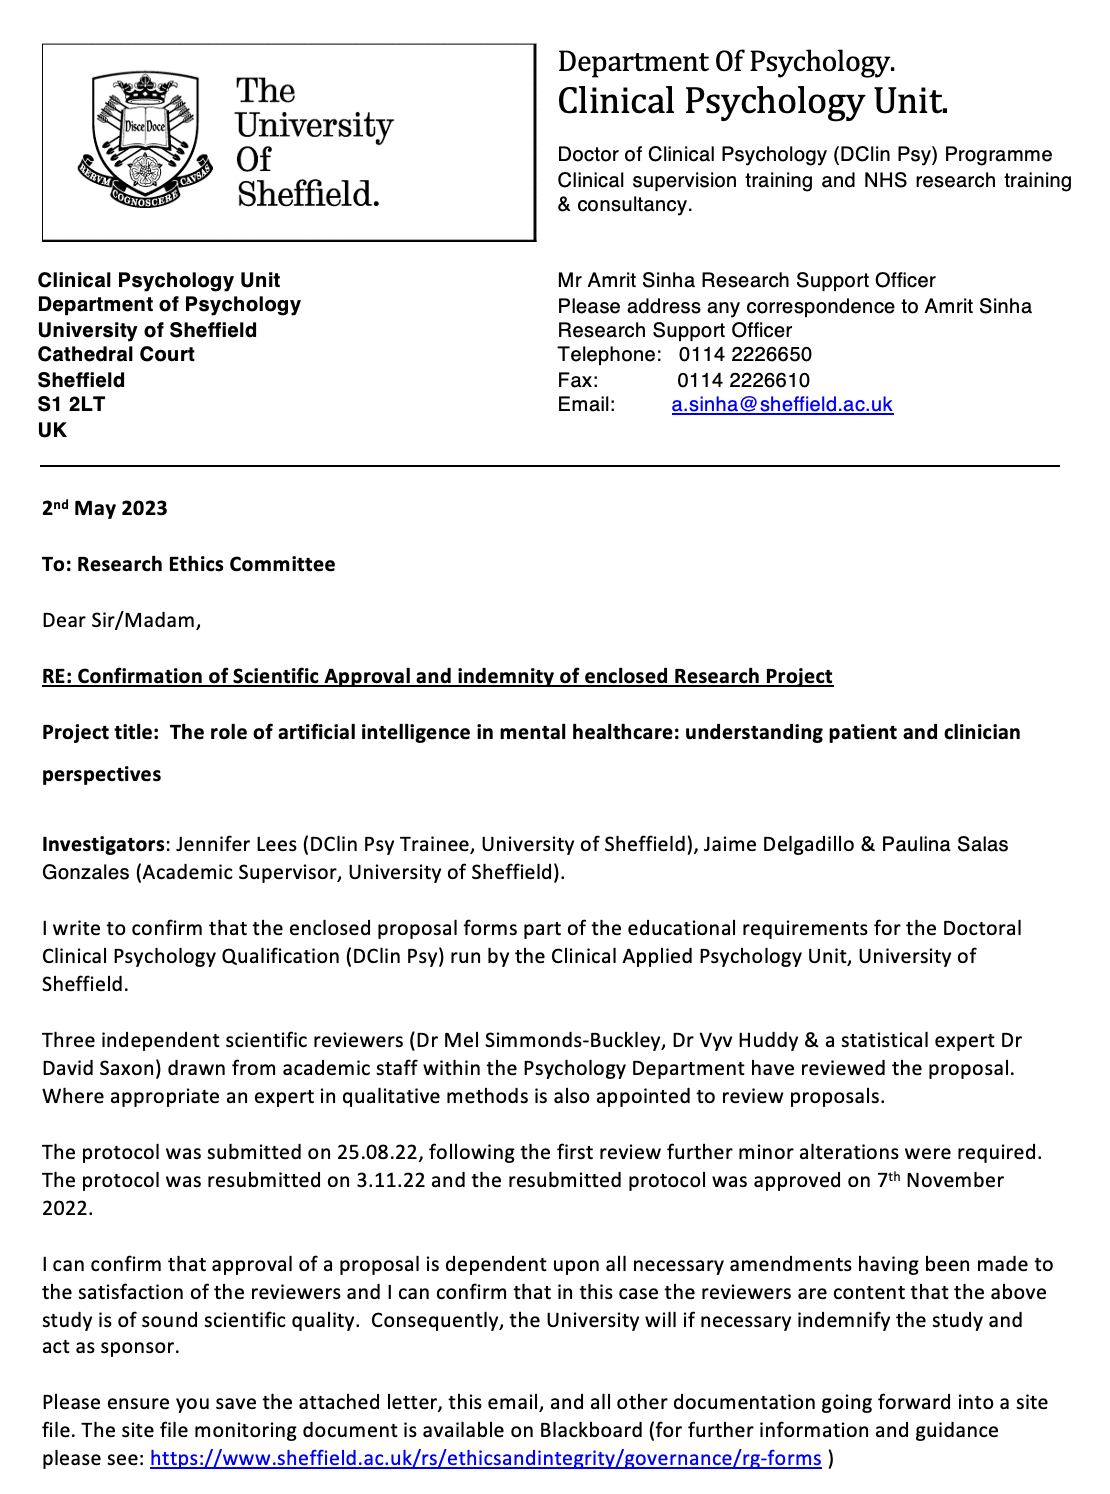 The
University
Of
Sheffield.
Disce Doce
RERVM COGNOSCERE CAVSAS
Department Of Psychology.
Clinical Psychology Unit.
Doctor of Clinical Psychology (DClin Psy) Programme
Clinical supervision training and NHS research training
& consultancy.
Clinical Psychology Unit
Department of Psychology
University of Sheffield
Cathedral Court
Sheffield
S1 2LT
UK
Mr Amrit Sinha Research Support Officer
Please address any correspondence to Amrit Sinha
Research Support Officer
Telephone: 0114 2226650
Fax: 0114 2226610
Email: a.sinha@sheffield.ac.uk
2nd May 2023
To: Research Ethics Committee
Dear Sir/Madam,
RE: Confirmation of Scientific Approval and indemnity of enclosed Research Project
Project title: The role of artificial intelligence in mental healthcare: understanding patient and clinician
perspectives
Investigators: Jennifer Lees (DClin Psy Trainee, University of Sheffield), Jaime Delgadillo & Paulina Salas
Gonzales (Academic Supervisor, University of Sheffield).
I write to confirm that the enclosed proposal forms part of the educational requirements for the Doctoral
Clinical Psychology Qualification (DClin Psy) run by the Clinical Applied Psychology Unit, University of
Sheffield.
Three independent scientific reviewers (Dr Mel Simmonds-Buckley, Dr Vyv Huddy & a statistical expert Dr
David Saxon) drawn from academic staff within the Psychology Department have reviewed the proposal.
Where appropriate an expert in qualitative methods is also appointed to review proposals.
The protocol was submitted on 25.08.22, following the first review further minor alterations were required.
The protocol was resubmitted on 3.11.22 and the resubmitted protocol was approved on 7th November
2022.
I can confirm that approval of a proposal is dependent upon all necessary amendments having been made to
the satisfaction of the reviewers and I can confirm that in this case the reviewers are content that the above
study is of sound scientific quality. Consequently, the University will if necessary indemnify the study and
act as sponsor.
Please ensure you save the attached letter, this email, and all other documentation going forward into a site
file. The site file monitoring document is available on Blackboard (for further information and guidance
please see: https://www.sheffield.ac.uk/rs/ethicsandintegrity/governance/rg-forms )